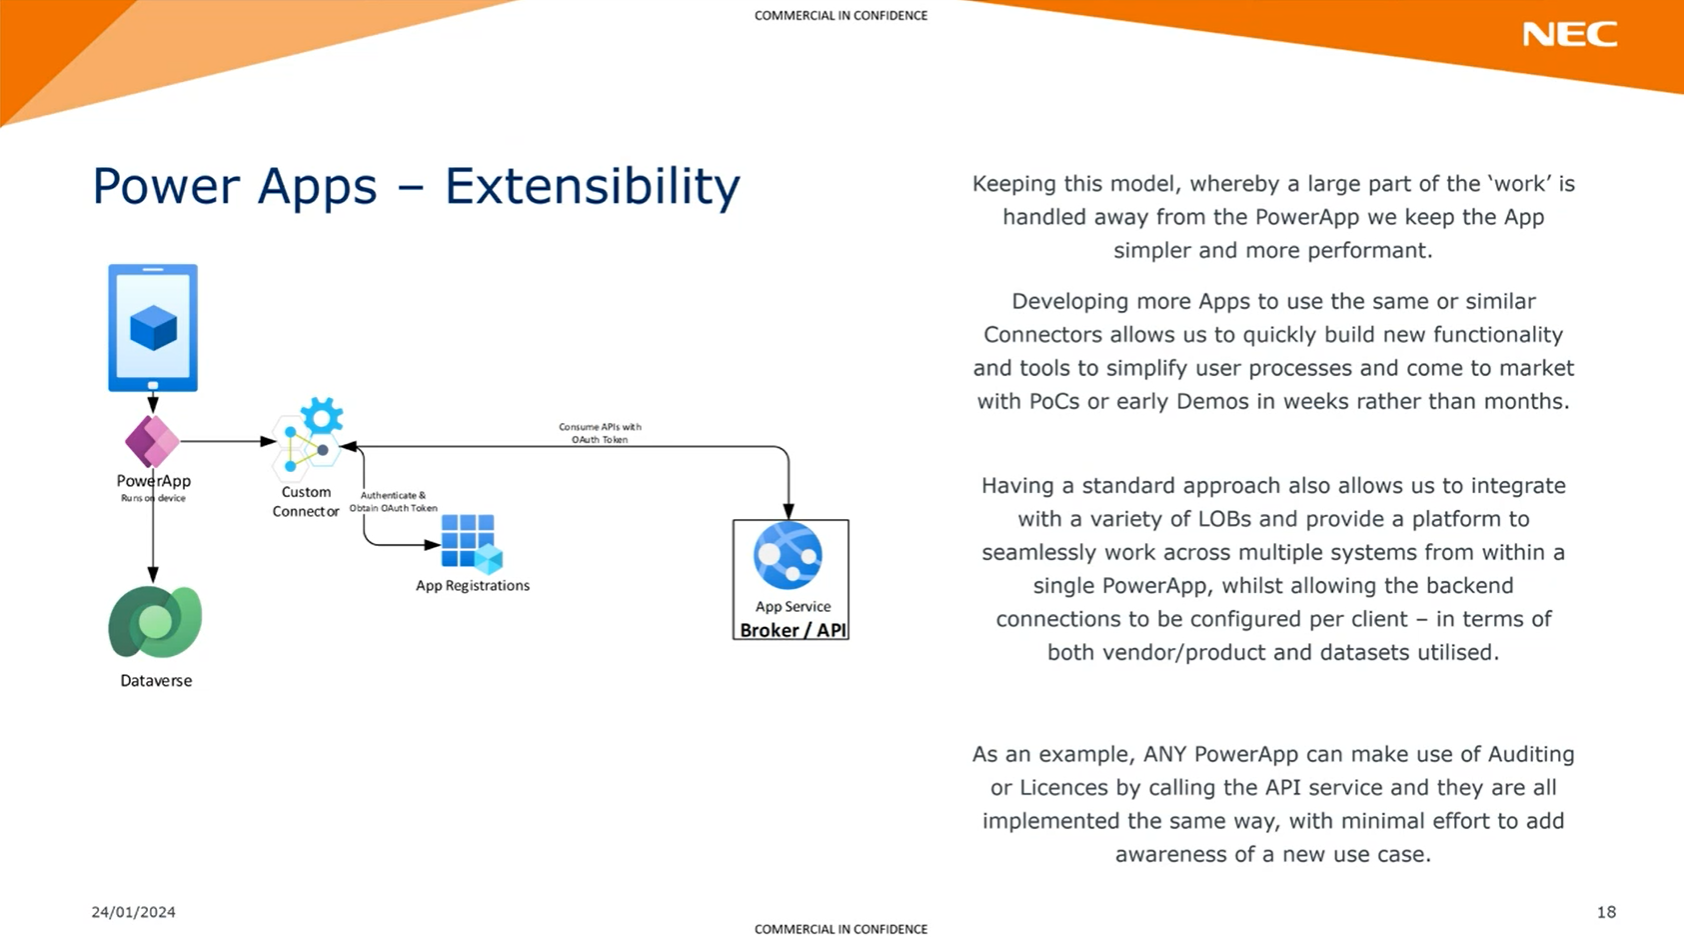 COMMERCIAL IN CONFIDENCE
NEC
Power Apps – Extensibility
PowerApp
Runs on device
Custom
Connector
Consume APIs with
OAuth Token
Authenticate &
Obtain OAuth Token
App Registrations
App Service
Broker / API
Dataverse
Keeping this model, whereby a large part of the ‘work’ is
handled away from the PowerApp we keep the App
simpler and more performant.
Developing more Apps to use the same or similar
Connectors allows us to quickly build new functionality
and tools to simplify user processes and come to market
with PoCs or early Demos in weeks rather than months.
Having a standard approach also allows us to integrate
with a variety of LOBs and provide a platform to
seamlessly work across multiple systems from within a
single PowerApp, whilst allowing the backend
connections to be configured per client – in terms of
both vendor/product and datasets utilised.
As an example, ANY PowerApp can make use of Auditing
or Licences by calling the API service and they are all
implemented the same way, with minimal effort to add
awareness of a new use case.
24/01/2024
18
COMMERCIAL IN CONFIDENCE